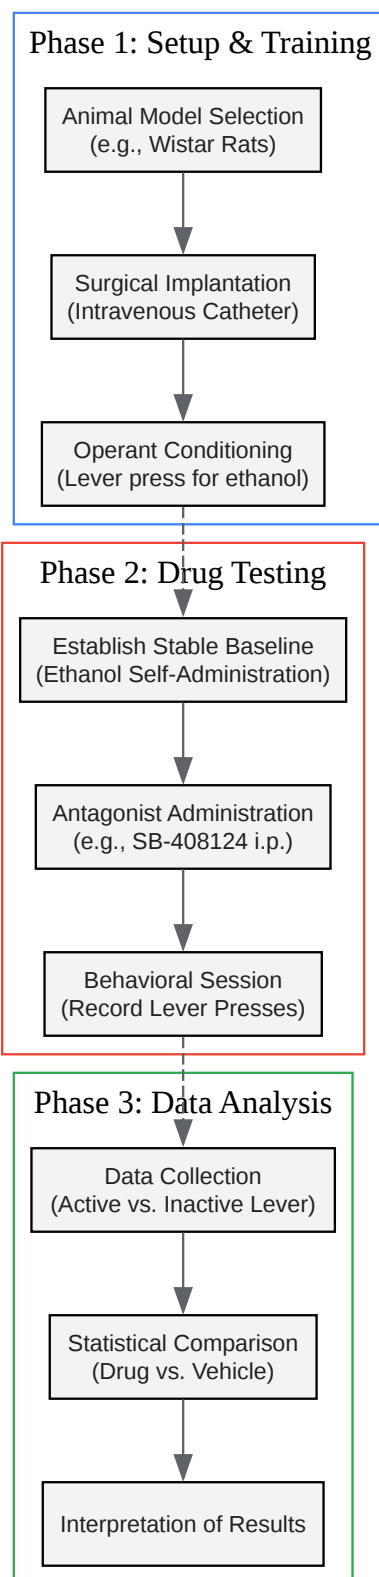 Phase 1: Setup & Training
Animal Model Selection
(e.g., Wistar Rats)
Surgical Implantation
(Intravenous Catheter)
Operant Conditioning
(Lever press for ethanol)
Phase 2: Drug Testing
Establish Stable Baseline
(Ethanol Self-Administration)
Antagonist Administration
(e.g., SB-408124 i.p.)
Behavioral Session
(Record Lever Presses)
Phase 3: Data Analysis
Data Collection
(Active vs. Inactive Lever)
Statistical Comparison
(Drug vs. Vehicle)
Interpretation of Results